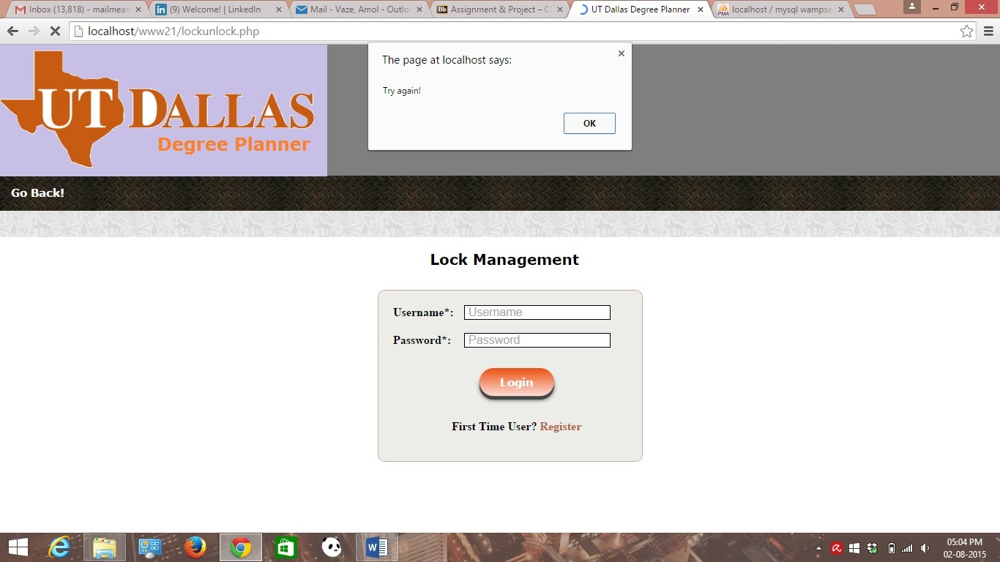 Inbox (13,818) - mailmean
(9) Welcome! | LinkedIn
Mail - Vaze, Amol - Outlo
Bb Assignment & Project – C
UT Dallas Degree Planner
PMA localhost / mysql wampse
localhost/www21/lockunlock.php
The page at localhost says:
Try again!
OK
UT DALLAS
Degree Planner
Go Back!
Lock Management
Username*: Username
Password*: Password
Login
First Time User? Register
05:04 PM
02-08-2015